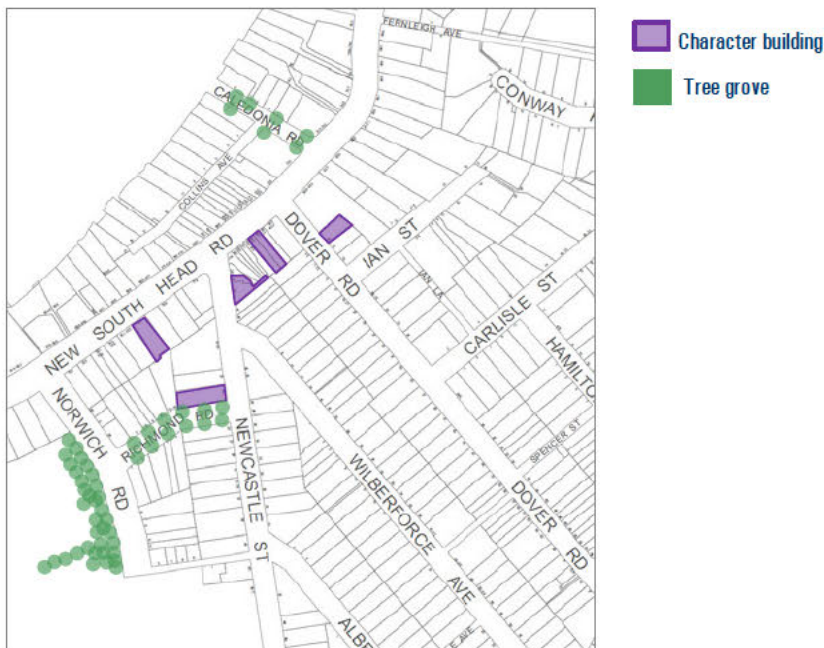 FERNLEIGH AVE
Character building
Tree grove
CONWAY
CALEDONIA RD
COLLINS AVE
NEW SOUTH HEAD RD
DOVER RD
IAN ST
IAN LA
CARLISLE ST
HAMILTO
NORWICH RD
RICHMOND RD
NEWCASTLE ST
SPENCER ST
WILBERFORCE AVE
DOVER RD
ALBE
E AVE